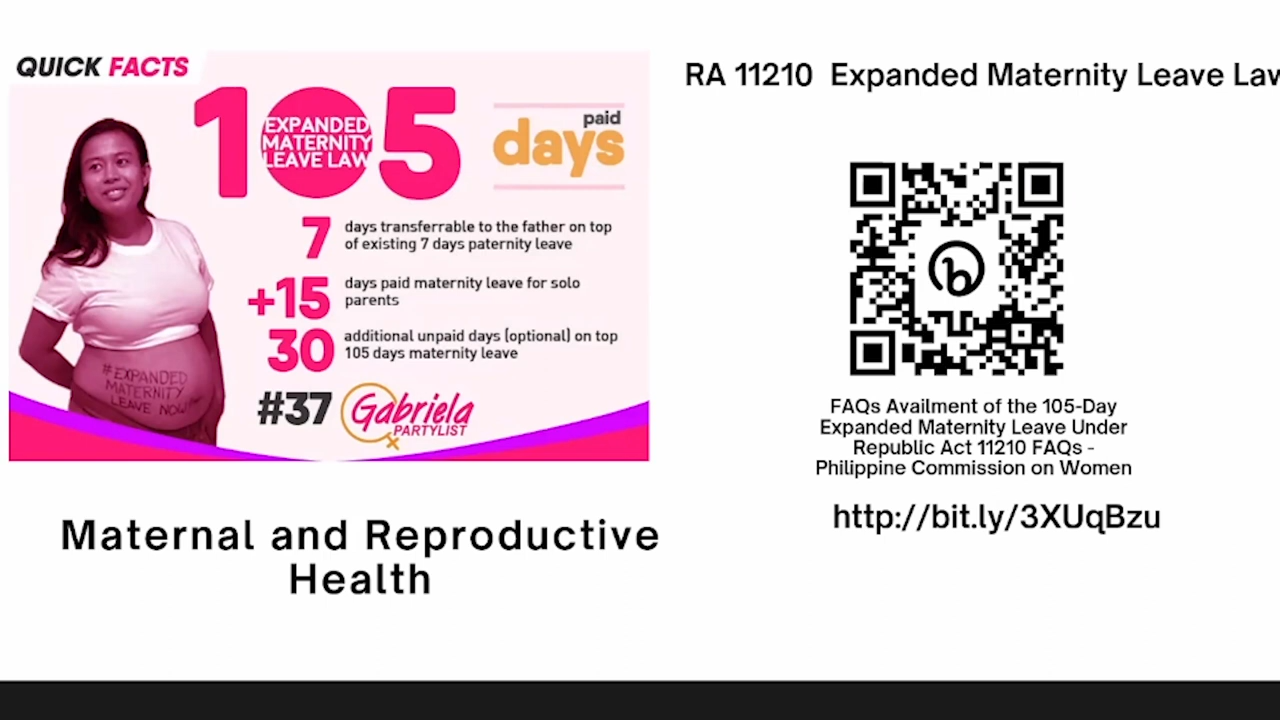 QUICK FACTS
105
EXPANDED
MATERNITY
LEAVE LAW
paid
days
7 days transferrable to the father on top
of existing 7 days paternity leave
+15 days paid maternity leave for solo
parents
30 additional unpaid days (optional) on top
105 days maternity leave
#EXPANDED
MATERNITY
LEAVE NOW
#37 Gabriela
PARTYLIST
Maternal and Reproductive
Health
RA 11210 Expanded Maternity Leave Law
b
FAQs Availment of the 105-Day
Expanded Maternity Leave Under
Republic Act 11210 FAQs -
Philippine Commission on Women
http://bit.ly/3XUqBzu